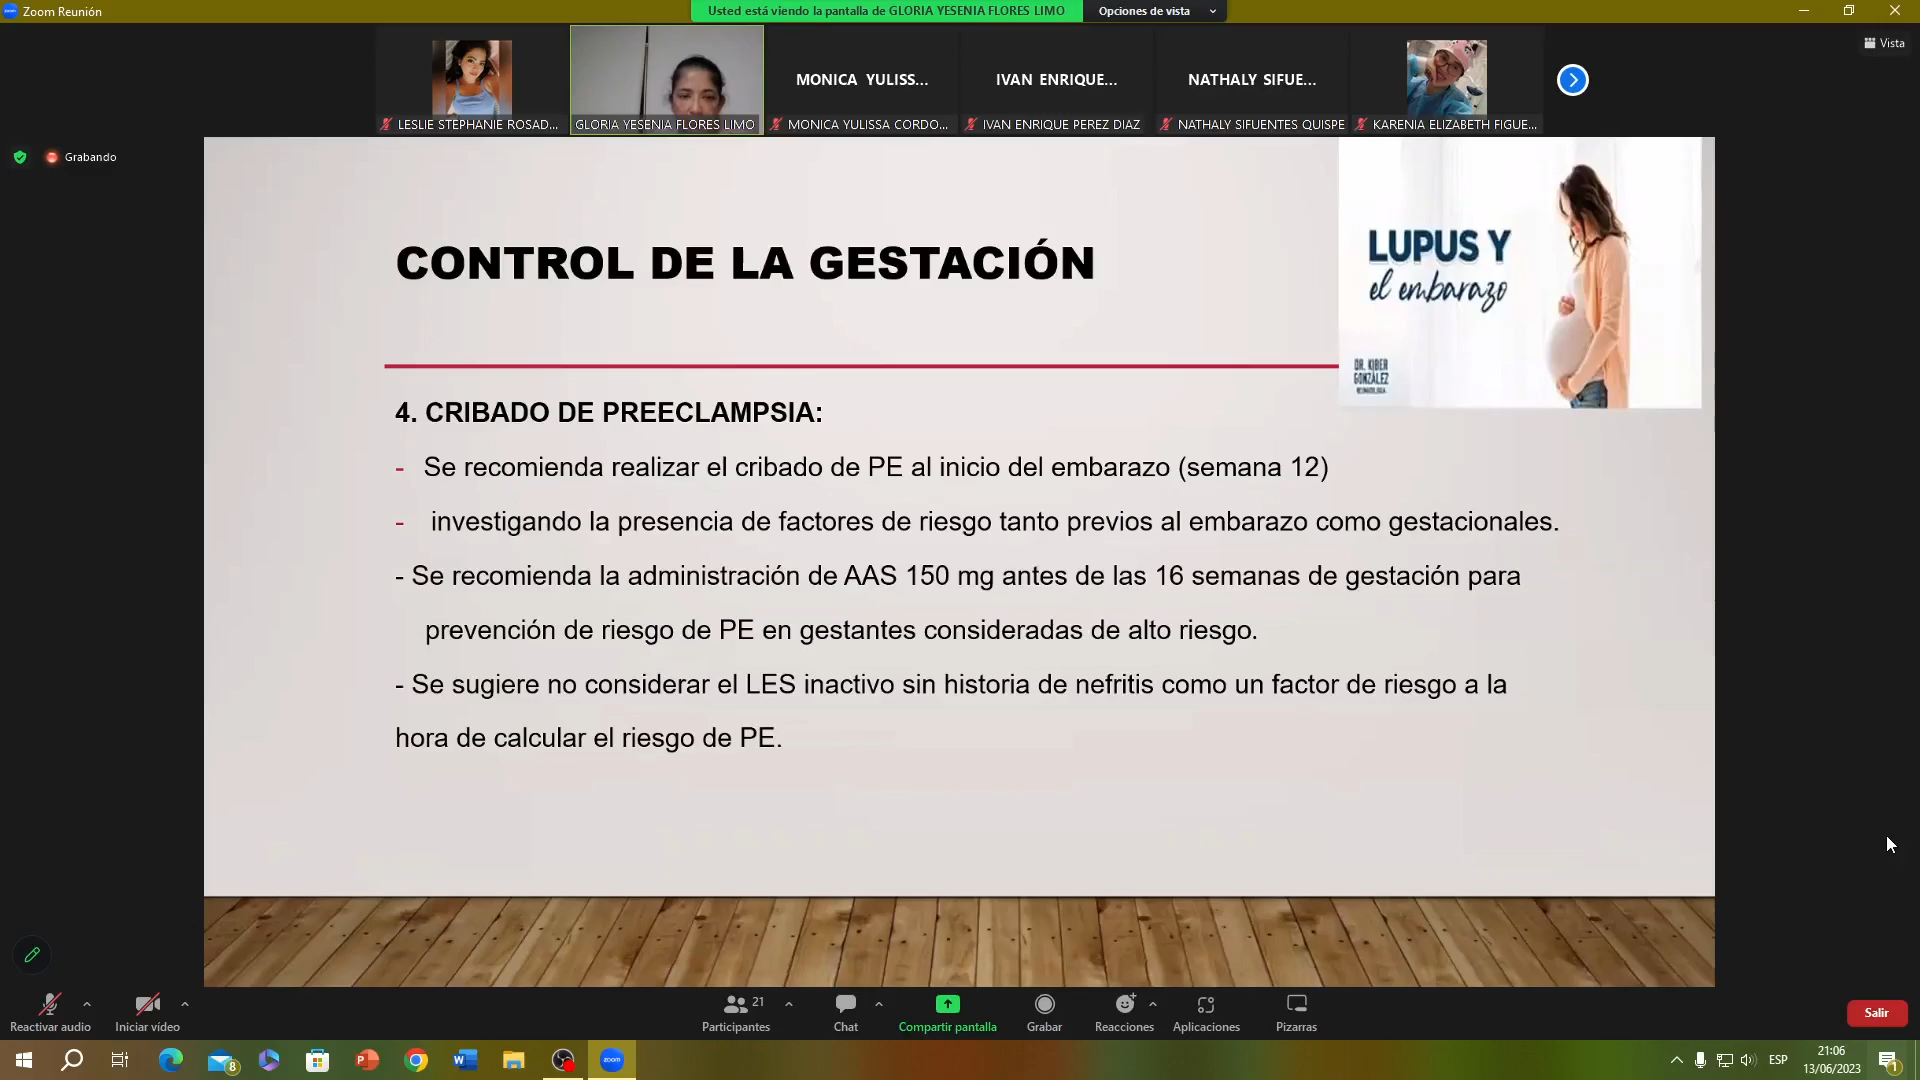 Zoom Reunión
Usted está viendo la pantalla de GLORIA YESENIA FLORES LIMO
Opciones de vista
Vista
MONICA YULISS...
IVAN ENRIQUE...
NATHALY SIFUE...
LESLIE STEPHANIE ROSAD...
GLORIA YESENIA FLORES LIMO
MONICA YULISSA CORDO...
IVAN ENRIQUE PEREZ DIAZ
NATHALY SIFUENTES QUISPE
KARENIA ELIZABETH FIGUE...
Grabando
CONTROL DE LA GESTACIÓN
LUPUS Y
el embarazo
DR. KIBER
GONZÁLEZ
4. CRIBADO DE PREECLAMPSIA:
- Se recomienda realizar el cribado de PE al inicio del embarazo (semana 12)
- investigando la presencia de factores de riesgo tanto previos al embarazo como gestacionales.
- Se recomienda la administración de AAS 150 mg antes de las 16 semanas de gestación para
prevención de riesgo de PE en gestantes consideradas de alto riesgo.
- Se sugiere no considerar el LES inactivo sin historia de nefritis como un factor de riesgo a la
hora de calcular el riesgo de PE.
Reactivar audio
Iniciar vídeo
21
Participantes
Chat
Compartir pantalla
Grabar
Reacciones
Aplicaciones
Pizarras
Salir
8
zoom
ESP
21:06
13/06/2023
1